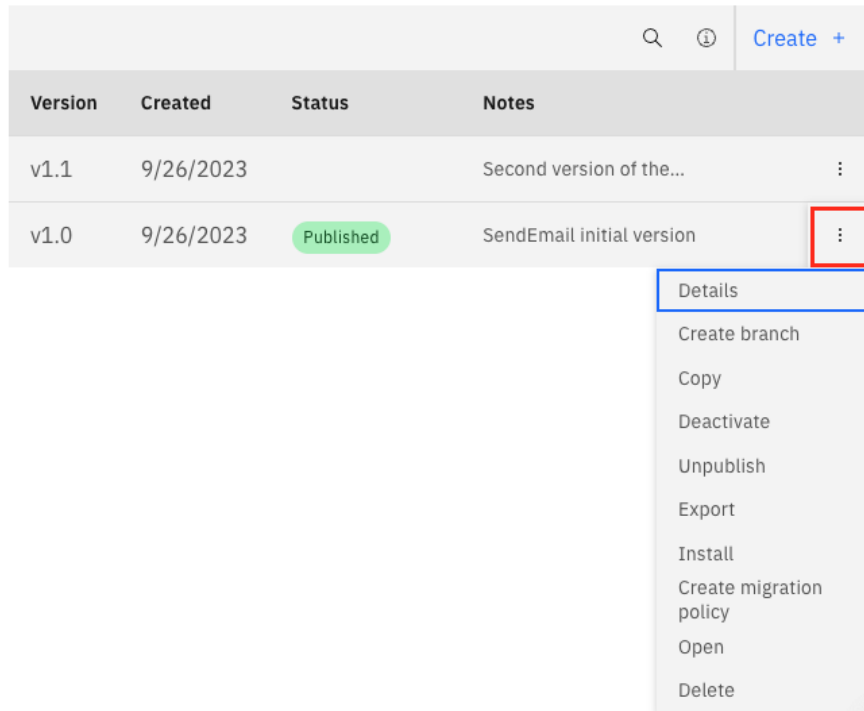 Create +
Version Created Status Notes
v1.1 9/26/2023 Second version of the...
v1.0 9/26/2023 Published SendEmail initial version
Details
Create branch
Copy
Deactivate
Unpublish
Export
Install
Create migration
policy
Open
Delete